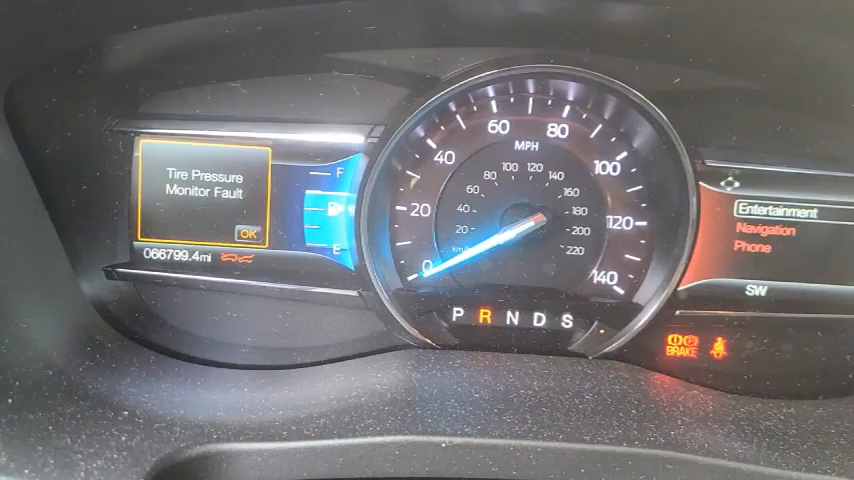 Tire Pressure
Monitor Fault
OK
066799.4mi
F
E
0
20
40
60
80
100
120
140
MPH
20
40
60
80
100
120
140
160
180
200
220
km/h
P R N D S
Entertainment
Navigation
Phone
SW
BRAKE